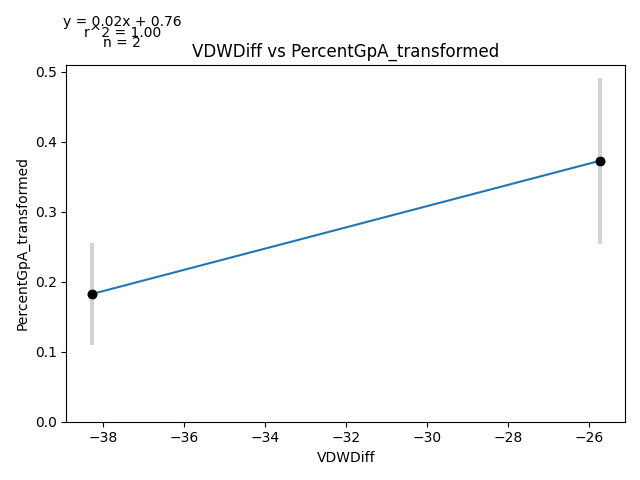 y = 0.02x + 0.76
r^2 = 1.00
n = 2
VDWDiff vs PercentGpA_transformed
PercentGpA_transformed
0.5
0.4
0.3
0.2
0.1
0.0
−38 −36 −34 −32 −30 −28 −26
VDWDiff